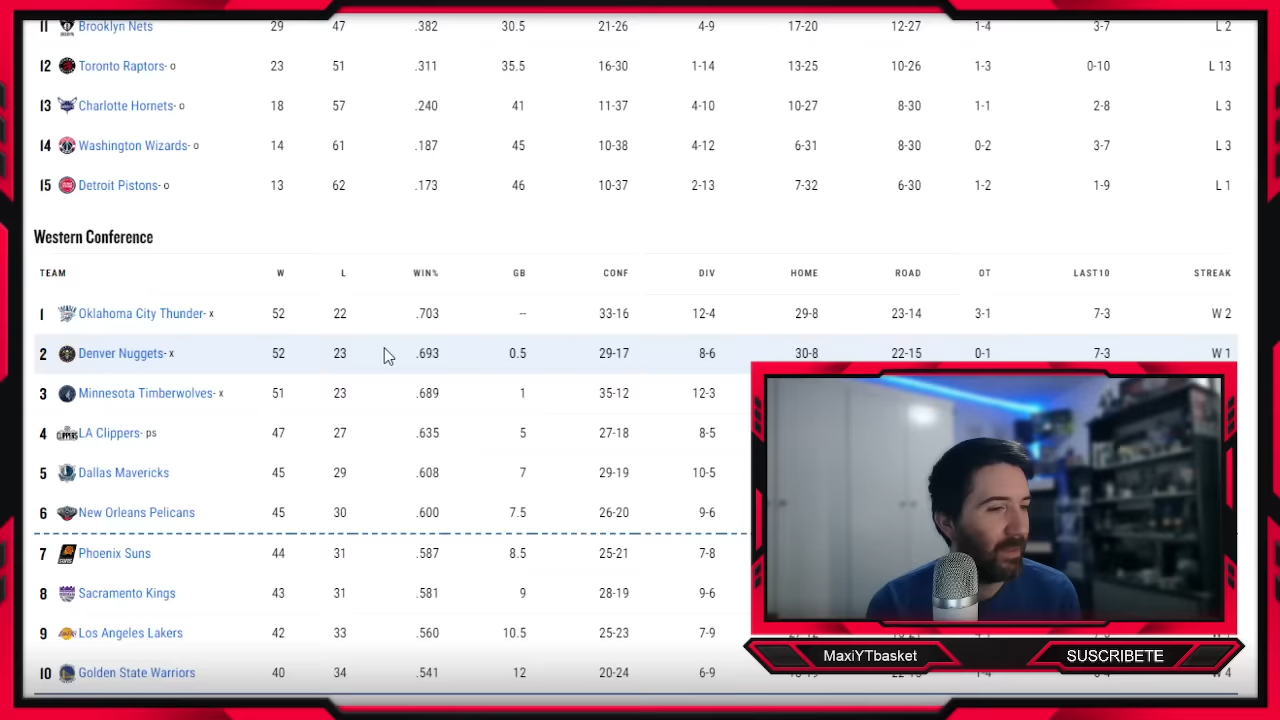 11 Brooklyn Nets 29 47 .382 30.5 21-26 4-9 17-20 12-27 1-4 3-7 L 2
12 Toronto Raptors- o 23 51 .311 35.5 16-30 1-14 13-25 10-26 1-3 0-10 L 13
13 Charlotte Hornets- o 18 57 .240 41 11-37 4-10 10-27 8-30 1-1 2-8 L 3
14 Washington Wizards- o 14 61 .187 45 10-38 4-12 6-31 8-30 0-2 3-7 L 3
15 Detroit Pistons- o 13 62 .173 46 10-37 2-13 7-32 6-30 1-2 1-9 L 1
Western Conference
TEAM W L WIN% GB CONF DIV HOME ROAD OT LAST10 STREAK
1 Oklahoma City Thunder- x 52 22 .703 -- 33-16 12-4 29-8 23-14 3-1 7-3 W 2
2 Denver Nuggets- x 52 23 .693 0.5 29-17 8-6 30-8 22-15 0-1 7-3 W 1
3 Minnesota Timberwolves- x 51 23 .689 1 35-12 12-3
4 LA Clippers- ps 47 27 .635 5 27-18 8-5
5 Dallas Mavericks 45 29 .608 7 29-19 10-5
6 New Orleans Pelicans 45 30 .600 7.5 26-20 9-6
7 Phoenix Suns 44 31 .587 8.5 25-21 7-8
8 Sacramento Kings 43 31 .581 9 28-19 9-6
9 Los Angeles Lakers 42 33 .560 10.5 25-23 7-9
10 Golden State Warriors 40 34 .541 12 20-24 6-9
MaxiYTbasket
SUSCRIBETE